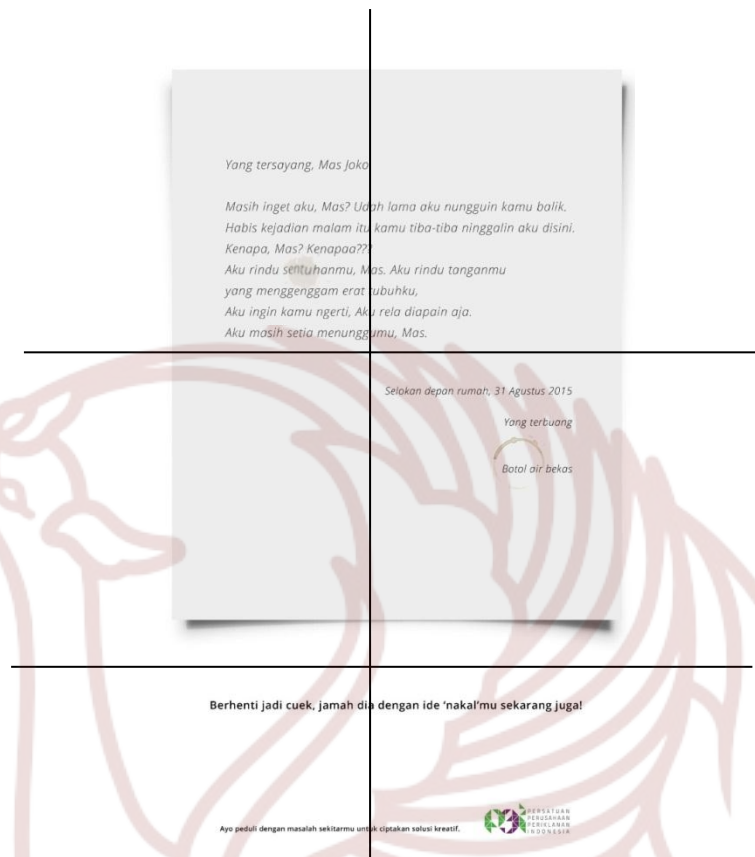 Yang tersayang, Mas Joko
Masih inget aku, Mas? Udah lama aku nungguin kamu balik.
Habis kejadian malam itu kamu tiba-tiba ninggalin aku disini.
Kenapa, Mas? Kenapaa???
Aku rindu sentuhanmu, Mas. Aku rindu tanganmu
yang menggenggam erat tubuhku,
Aku ingin kamu ngerti, Aku rela diapain aja.
Aku masih setia menunggumu, Mas.
Selokan depan rumah, 31 Agustus 2015
Yang terbuang
Botol air bekas
Berhenti jadi cuek, jamah dia dengan ide ‘nakal’mu sekarang juga!
Ayo peduli dengan masalah sekitarmu untuk ciptakan solusi kreatif.
PERSATUAN
PERUSAHAAN
PERIKLANAN
INDONESIA